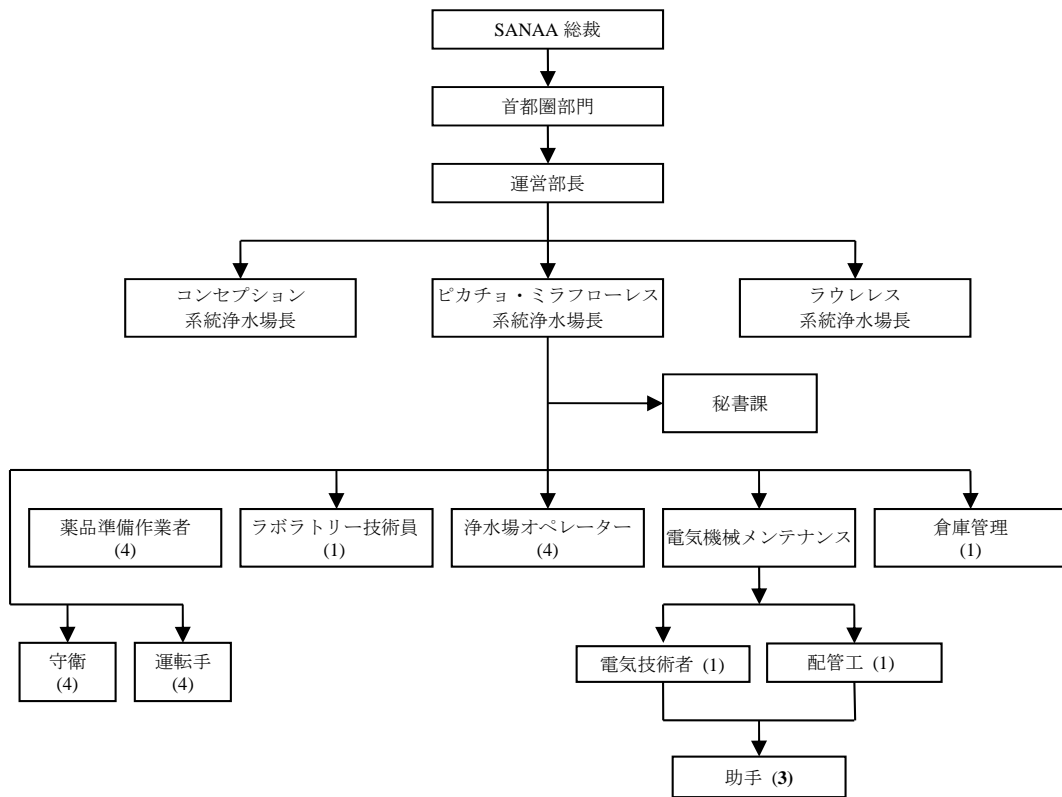 SANAA 総裁
首都圏部門
運営部長
コンセプション
系統浄水場長
ピカチョ・ミラフローレス
系統浄水場長
ラウレレス
系統浄水場長
秘書課
薬品準備作業者
(4)
ラボラトリー技術員
(1)
浄水場オペレーター
(4)
電気機械メンテナンス
倉庫管理
(1)
守衛
(4)
運転手
(4)
電気技術者 (1)
配管工 (1)
助手 (3)